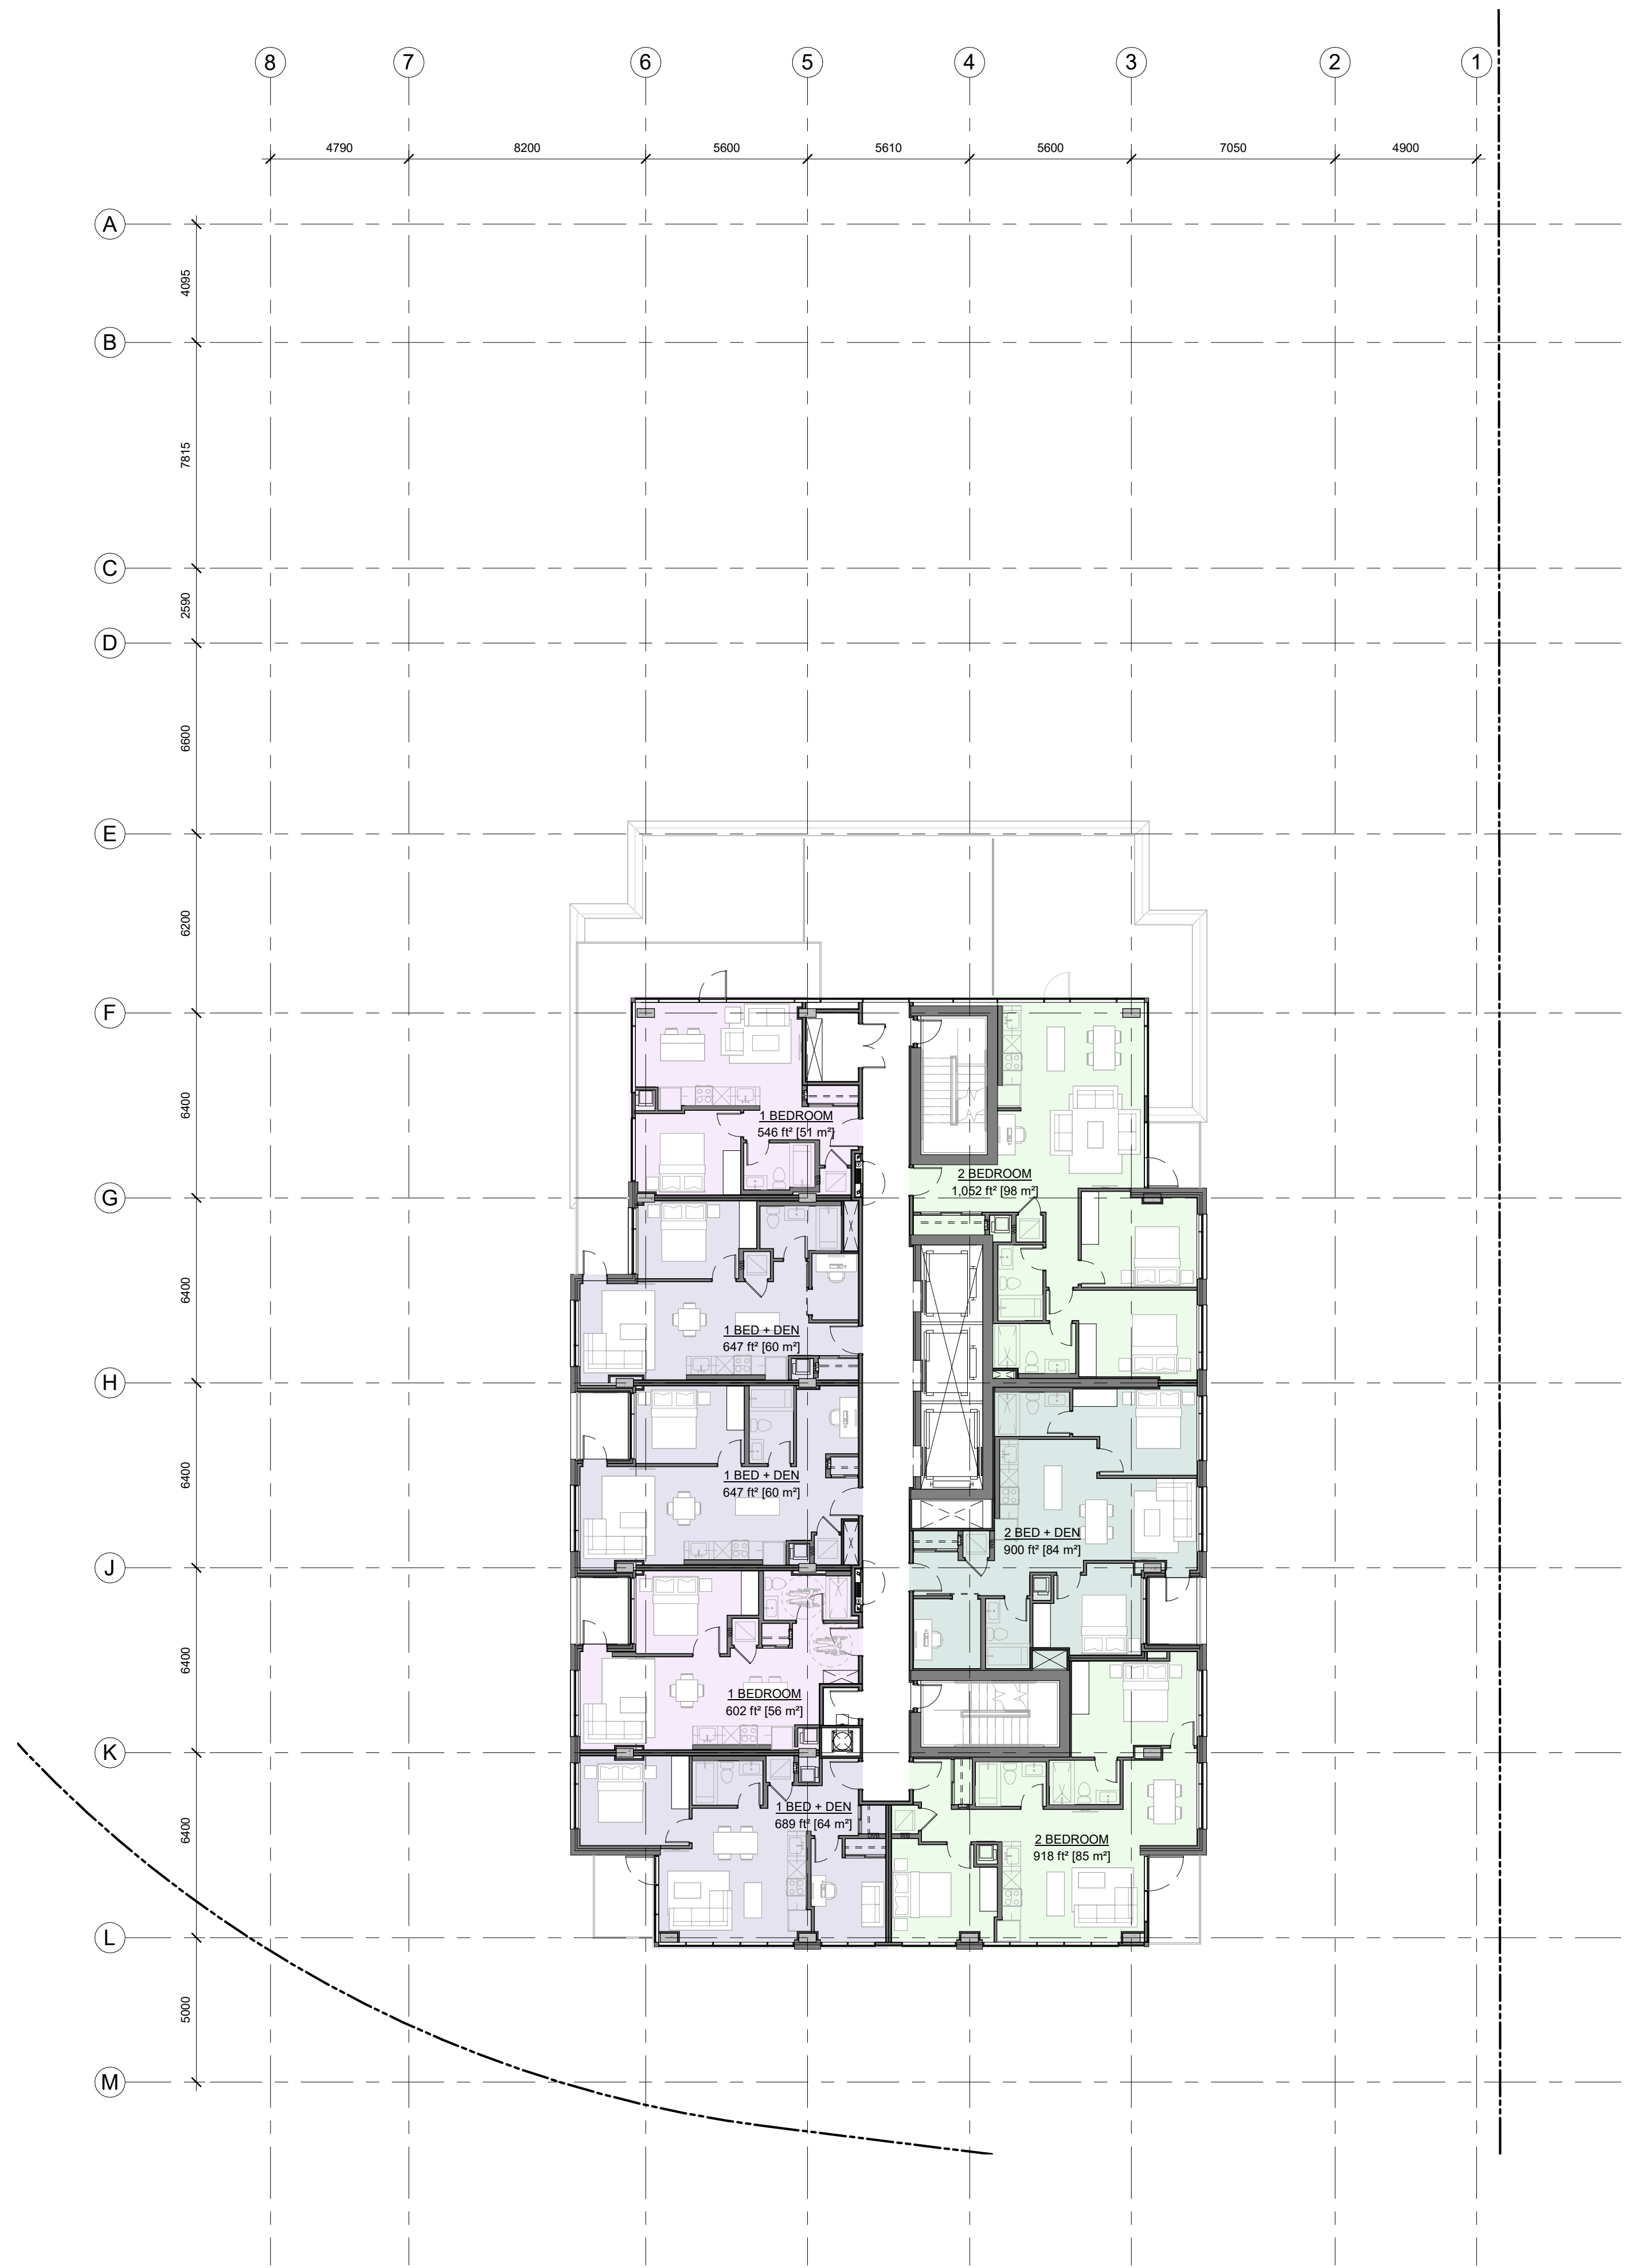 8
7
6
5
4
3
2
1
4790
8200
5600
5610
5600
7050
4900
A
4095
B
7815
C
2590
D
6600
E
6200
F
6400
1 BEDROOM
546 ft² [51 m²]
2 BEDROOM
1,052 ft² [98 m²]
G
6400
1 BED + DEN
647 ft² [60 m²]
H
6400
1 BED + DEN
647 ft² [60 m²]
2 BED + DEN
900 ft² [84 m²]
J
6400
1 BEDROOM
602 ft² [56 m²]
K
6400
1 BED + DEN
689 ft² [64 m²]
2 BEDROOM
918 ft² [85 m²]
L
5000
M